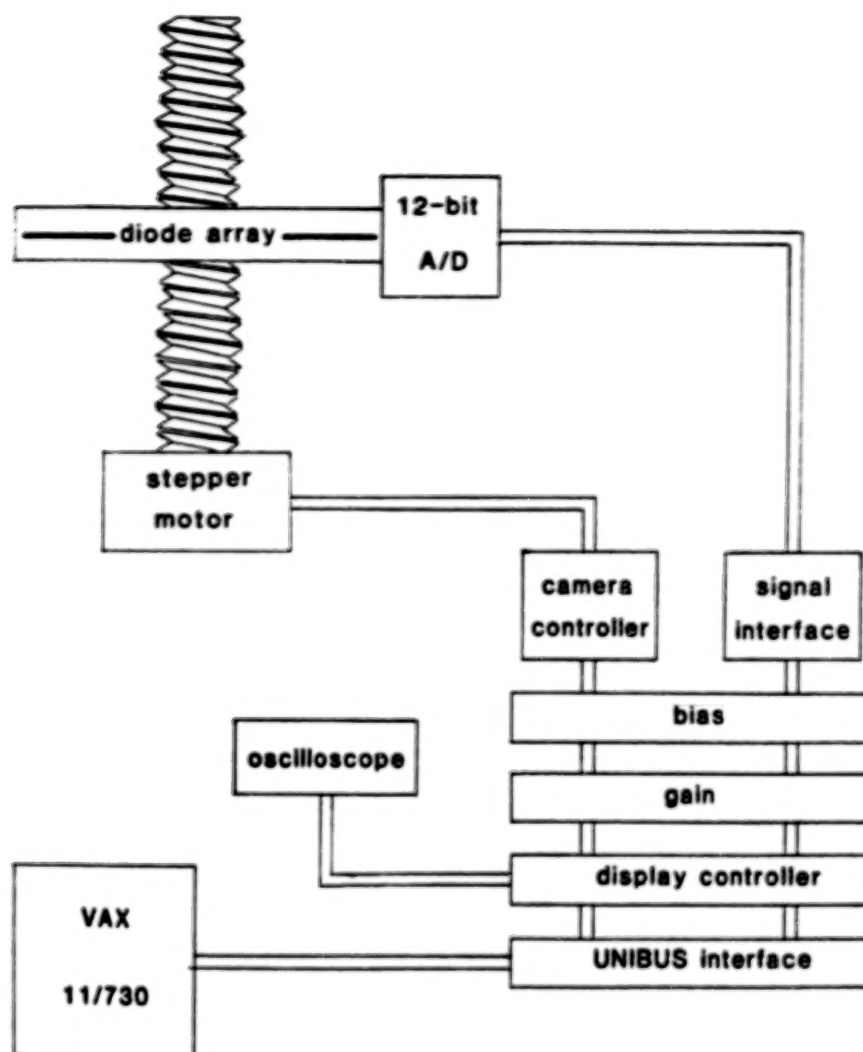 12-bit
A/D
diode array
stepper
motor
camera
controller
signal
interface
bias
oscilloscope
gain
display controller
VAX
11/730
UNIBUS interface